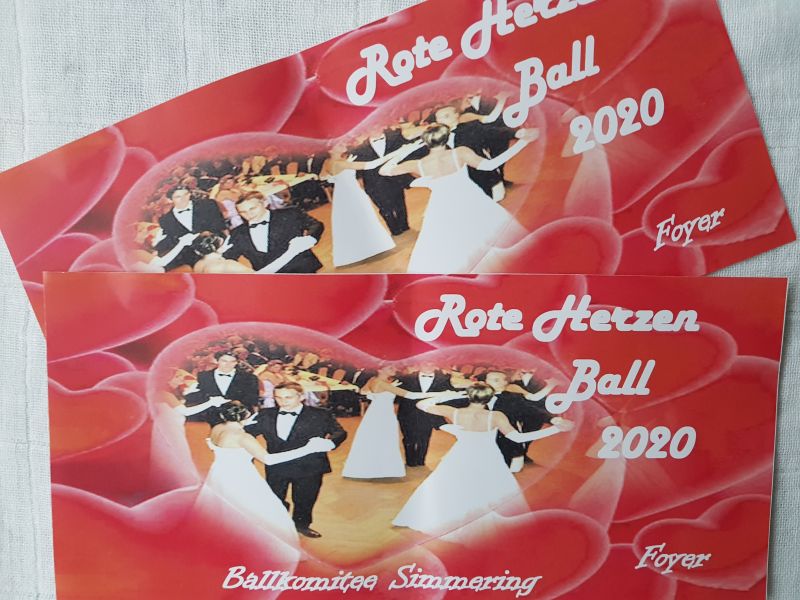 Rote Herzen
Ball
2020
Foyer
Rote Herzen
Ball
2020
Foyer
Ballkomitee Simmering